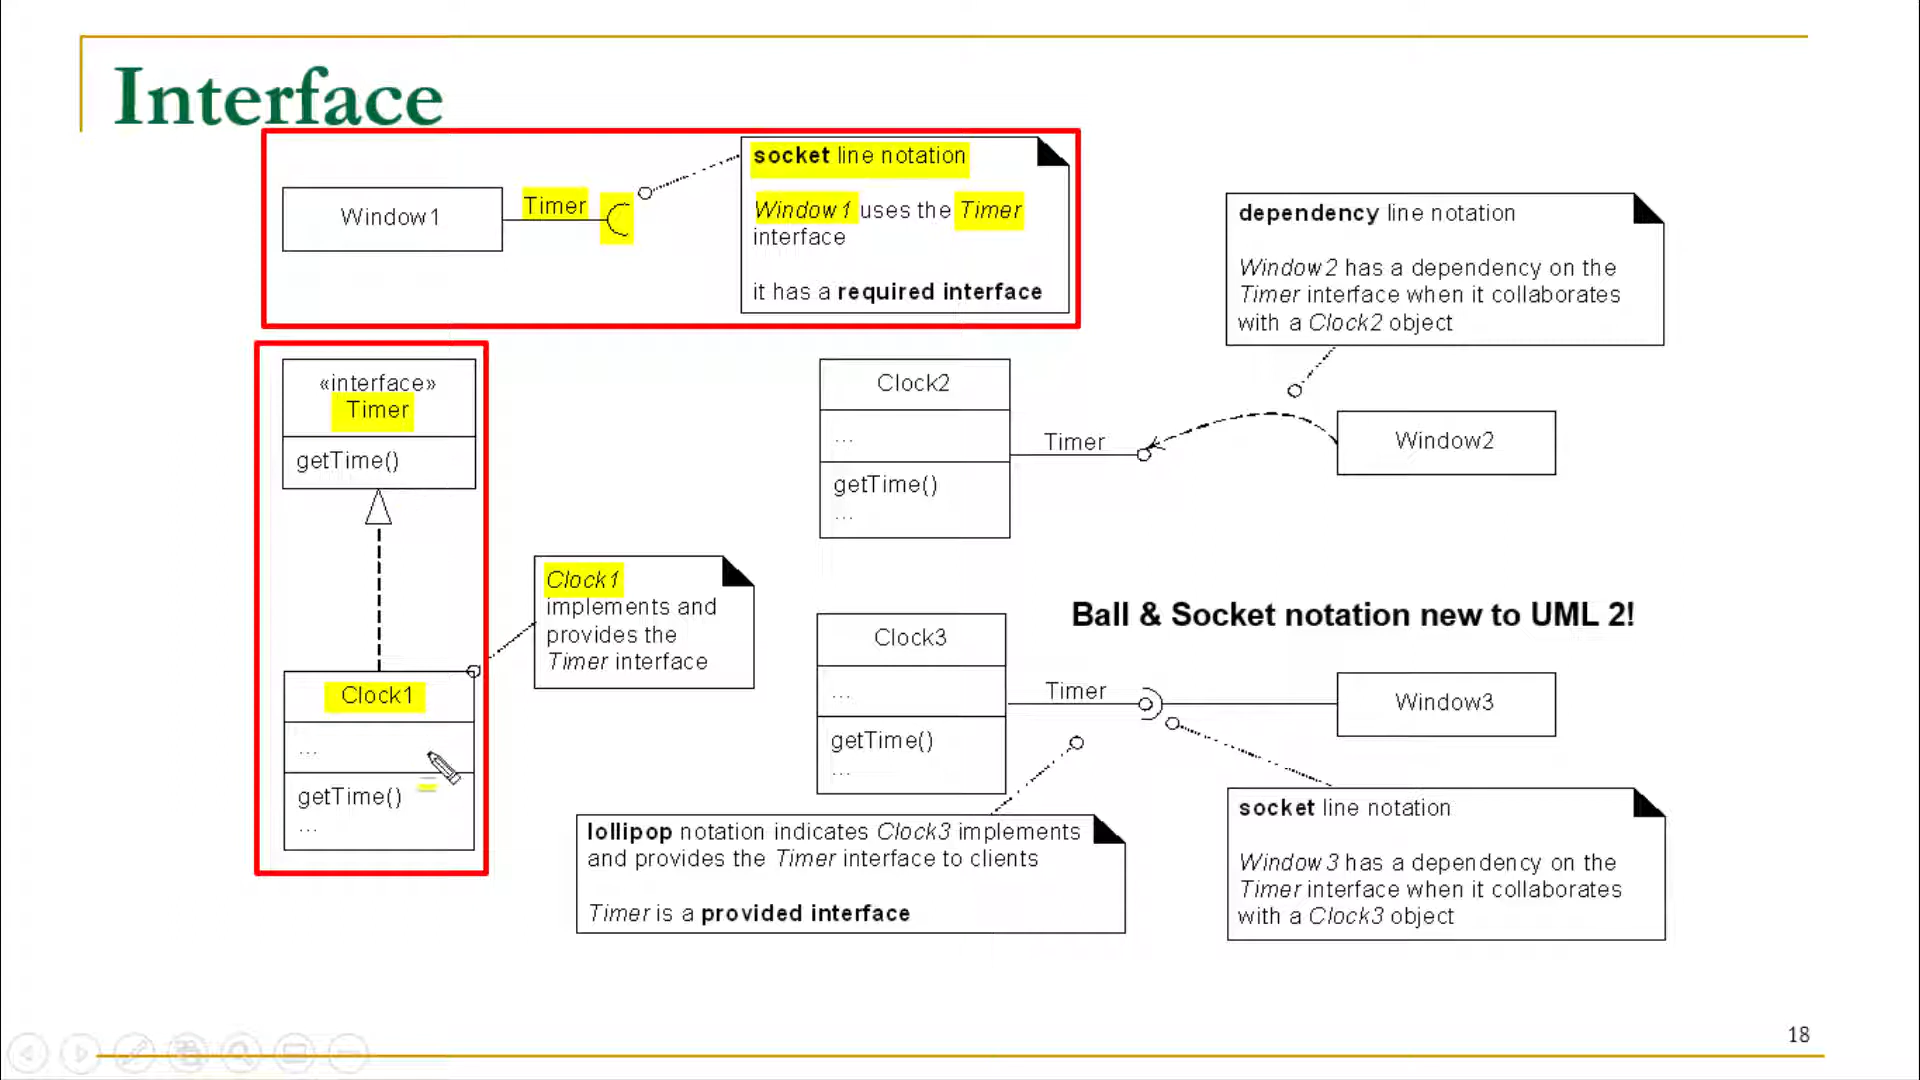 Interface
socket line notation
Window1 uses the Timer
interface
it has a required interface
Window1
Timer
dependency line notation
Window2 has a dependency on the
Timer interface when it collaborates
with a Clock2 object
«interface»
Timer
getTime()
Clock2
...
getTime()
...
Timer
Window2
Clock1
implements and
provides the
Timer interface
Clock1
...
getTime()
...
Ball & Socket notation new to UML 2!
Clock3
...
getTime()
...
Timer
Window3
lollipop notation indicates Clock3 implements
and provides the Timer interface to clients
Timer is a provided interface
socket line notation
Window3 has a dependency on the
Timer interface when it collaborates
with a Clock3 object
18